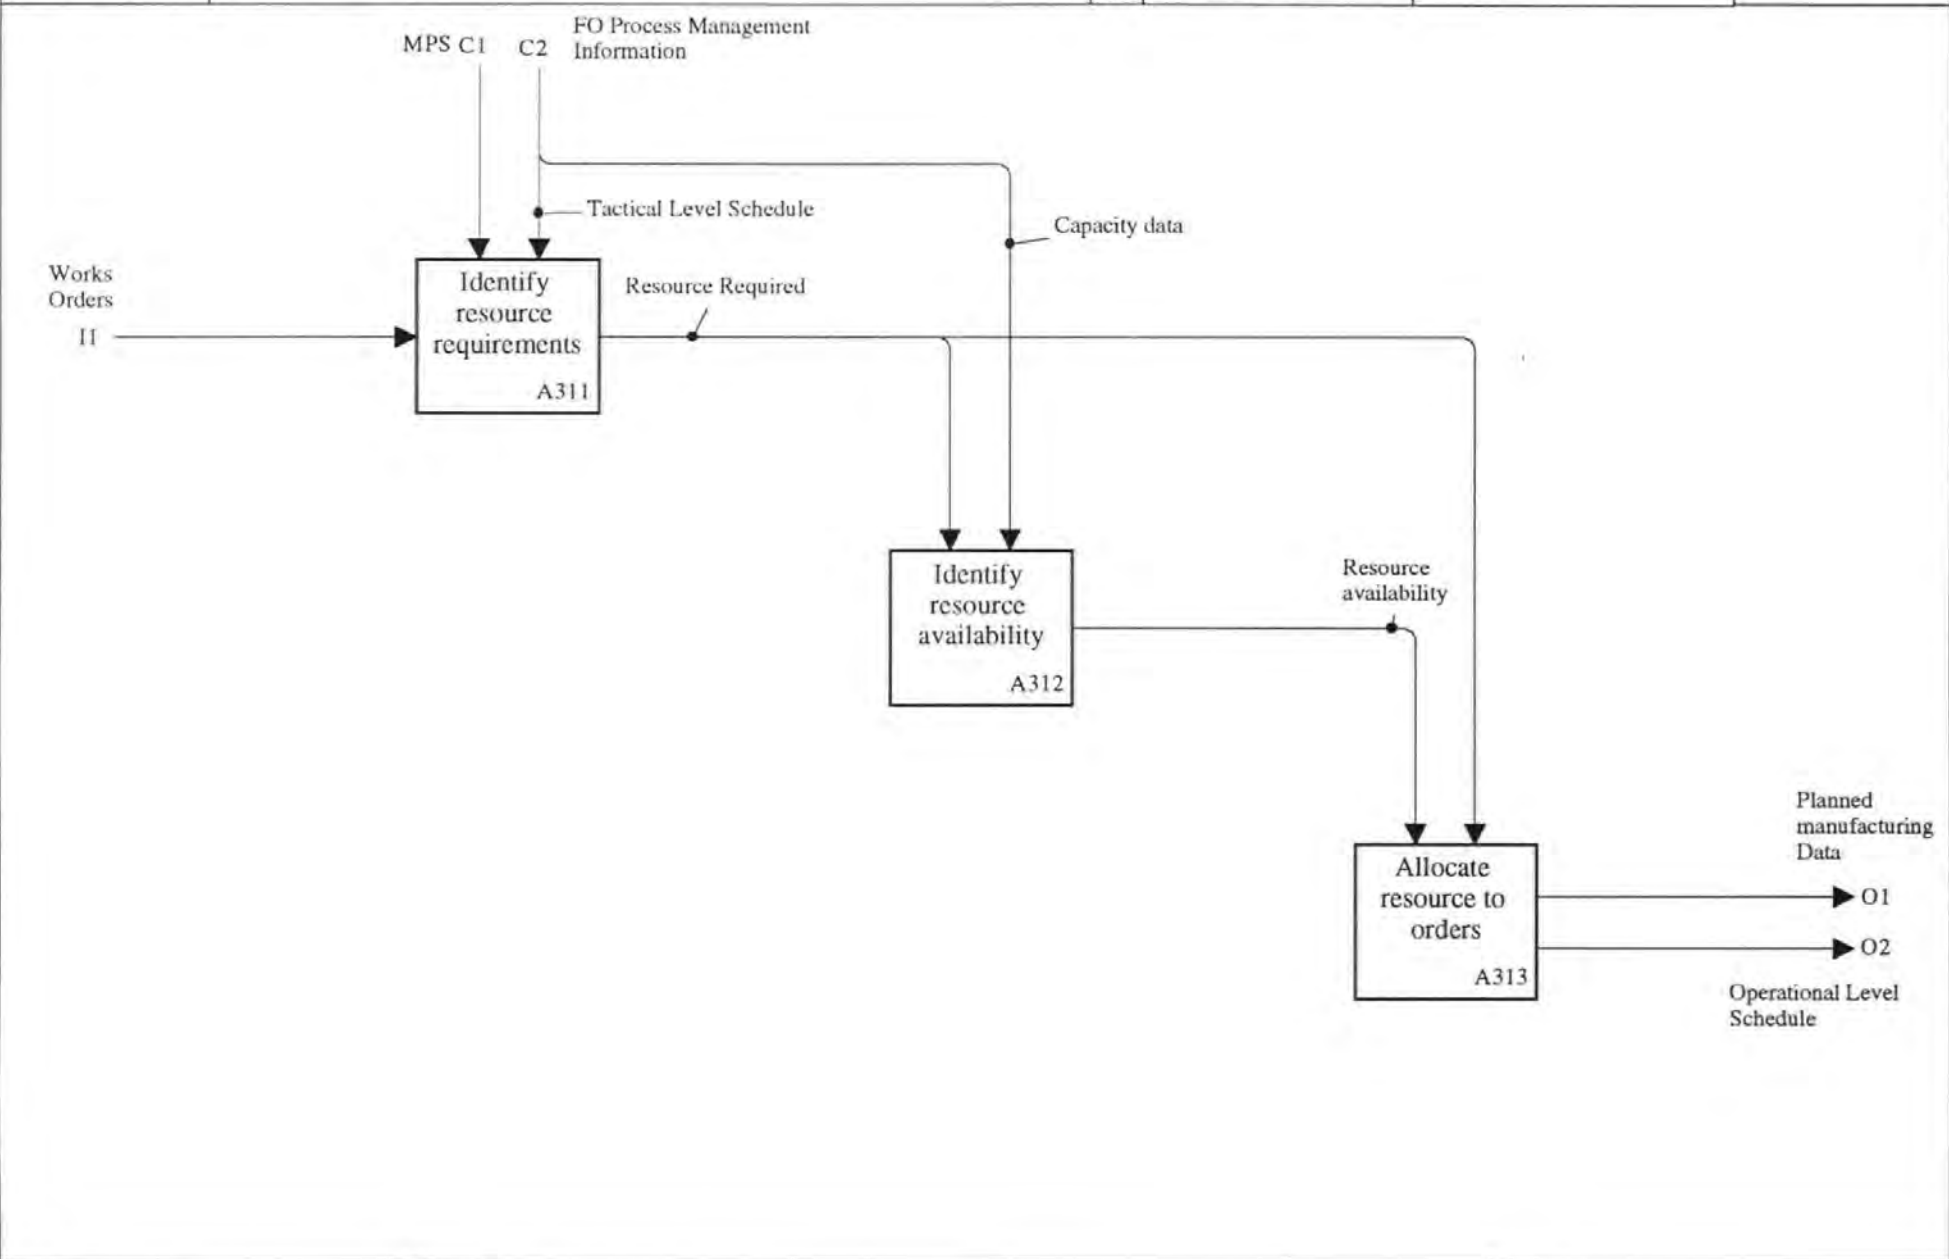 FO Process Management
Information
MPS C1
C2
Tactical Level Schedule
Capacity data
Works
Orders
I1
Identify
resource
requirements
A311
Resource Required
Identify
resource
availability
A312
Resource
availability
Allocate
resource to
orders
A313
Planned
manufacturing
Data
O1
O2
Operational Level
Schedule